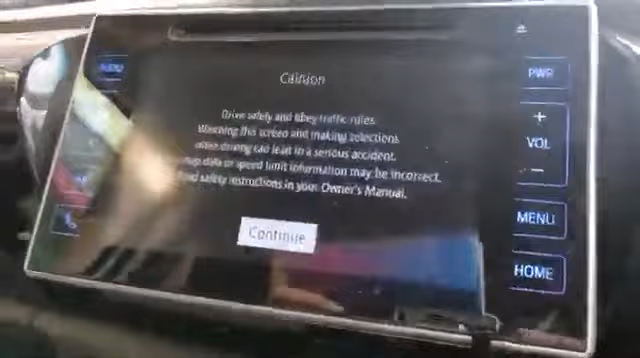 Caution
Drive safely and obey traffic rules.
Watching this screen and making selections
while driving can lead to a serious accident.
map data or speed limit information may be incorrect.
Read safety instructions in your Owner's Manual.
Continue
AUDIO
PWR
+
VOL
−
MENU
HOME